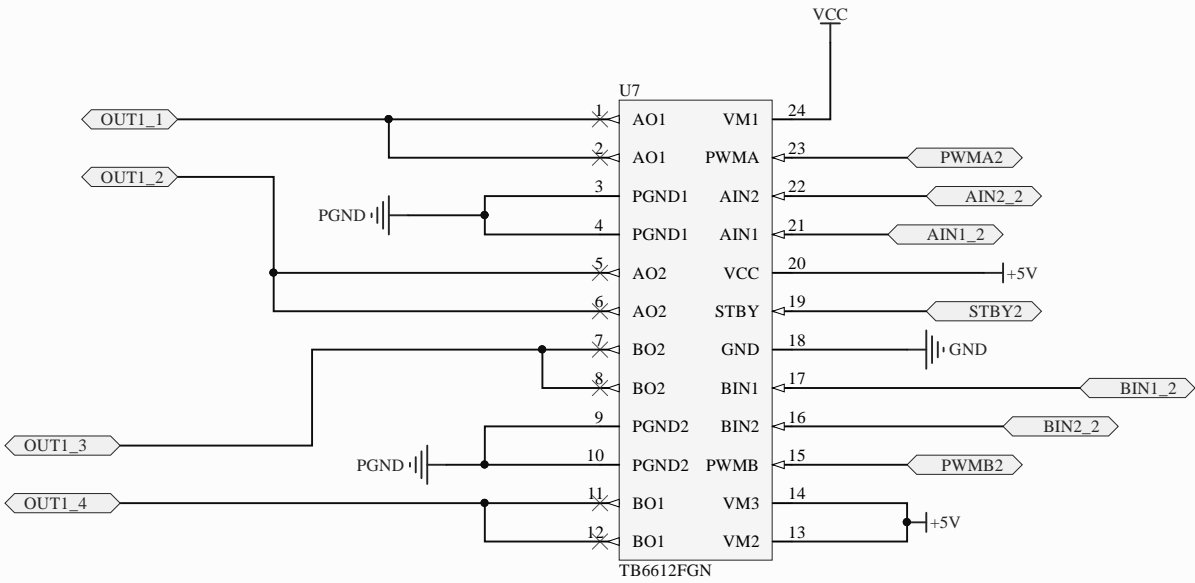 VCC
U7
OUT1_1 1 AO1 VM1 24
2 AO1 PWMA 23 PWMA2
OUT1_2
3 PGND1 AIN2 22 AIN2_2
PGND
4 PGND1 AIN1 21 AIN1_2
5 AO2 VCC 20 +5V
6 AO2 STBY 19 STBY2
7 BO2 GND 18 GND
8 BO2 BIN1 17 BIN1_2
9 PGND2 BIN2 16 BIN2_2
OUT1_3
PGND 10 PGND2 PWMB 15 PWMB2
OUT1_4 11 BO1 VM3 14
+5V
12 BO1 VM2 13
TB6612FGN